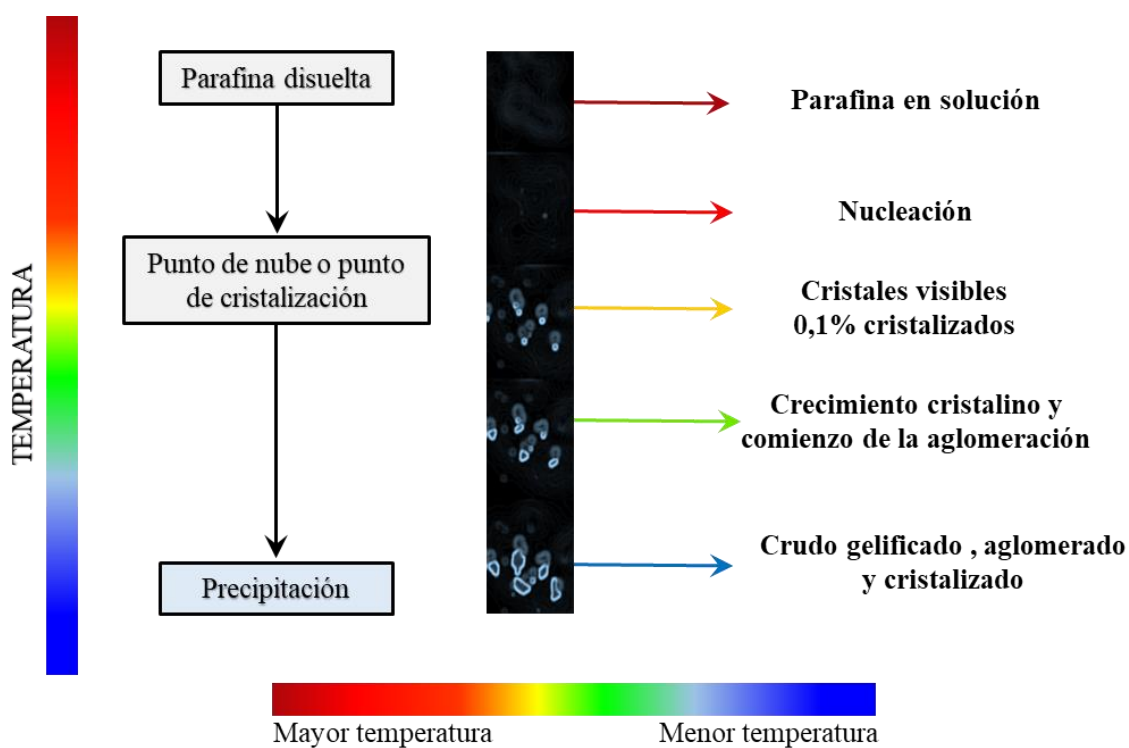 TEMPERATURA
Parafina disuelta
Punto de nube o punto
de cristalización
Precipitación
Parafina en solución
Nucleación
Cristales visibles
0,1% cristalizados
Crecimiento cristalino y
comienzo de la aglomeración
Crudo gelificado , aglomerado
y cristalizado
Mayor temperatura
Menor temperatura